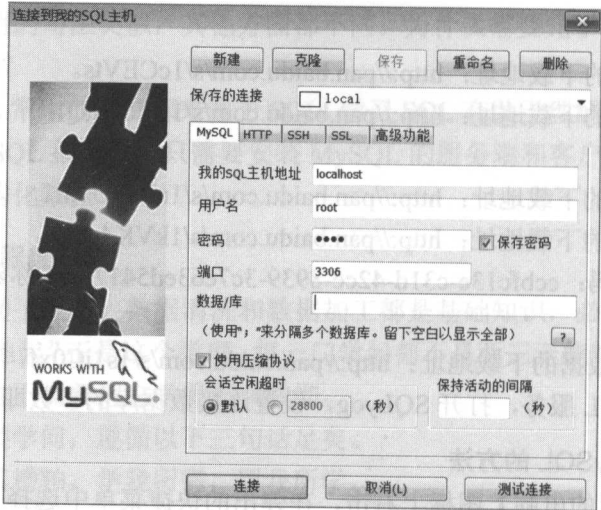 连接到我的SQL主机
新建 克隆 保存 重命名 删除
保/存的连接 local
MySQL HTTP SSH SSL 高级功能
我的SQL主机地址 localhost
用户名 root
密码 •••• 保存密码
端口 3306
数据/库
（使用";"来分隔多个数据库。留下空白以显示全部） ?
使用压缩协议
会话空闲超时 保持活动的间隔
默认 28800 （秒） （秒）
WORKS WITH
MySQL
连接 取消(L) 测试连接